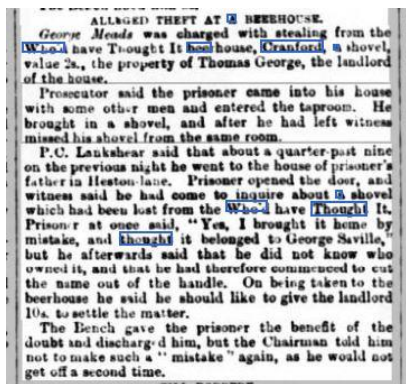 ALLEGED THEFT AT A BEERHOUSE.
George Meads was charged with stealing from the
Who'd have Thought It beerhouse, Cranford, a shovel,
value 2s., the property of Thomas George, the landlord
of the house.
Prosecutor said the prisoner came into his house
with some other men and entered the taproom. He
brought in a shovel, and after he had left witness
missed his shovel from the same room.
P.C. Lankshear said that about a quarter-past nine
on the previous night he went to the house of prisoner's
father in Heston-lane. Prisoner opened the door, and
witness said he had come to inquire about a shovel
which had been lost from the Who'd have Thought It.
Prisoner at once said, "Yes, I brought it home by
mistake, and thought it belonged to George Saville,"
but he afterwards said that he did not know who
owned it, and that he had therefore commenced to cut
the name out of the handle. On being taken to the
beerhouse he said he should like to give the landlord
10s. to settle the matter.
The Bench gave the prisoner the benefit of the
doubt and discharged him, but the Chairman told him
not to make such a "mistake" again, as he would not
get off a second time.